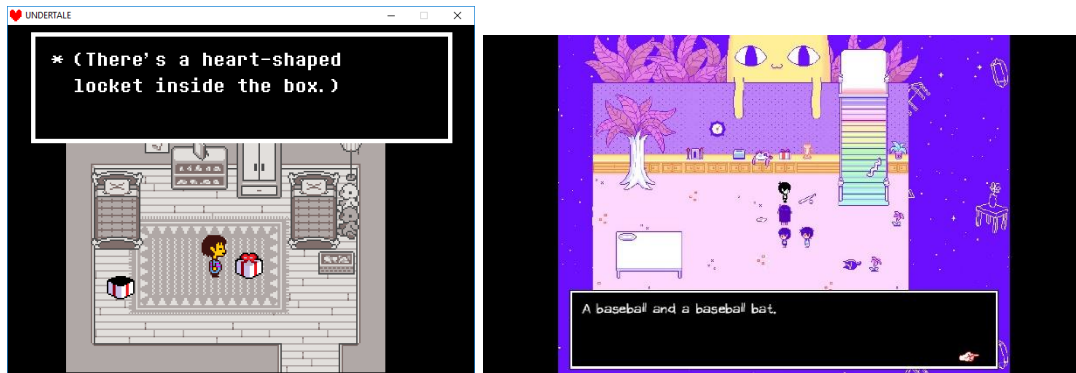 UNDERTALE
* (There's a heart-shaped
locket inside the box.)
A baseball and a baseball bat.